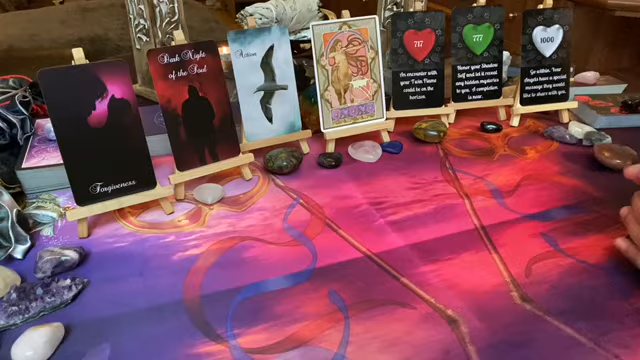 Forgiveness
Dark Night
of the Soul
Action
717
An encounter with
your Twin Flame
could be on the
horizon.
777
Honor your Shadow
Self and let it reveal
any hidden mysteries
to you. A completion
is near.
1000
Go within. Your
Angels have a special
message they would
like to share with you.